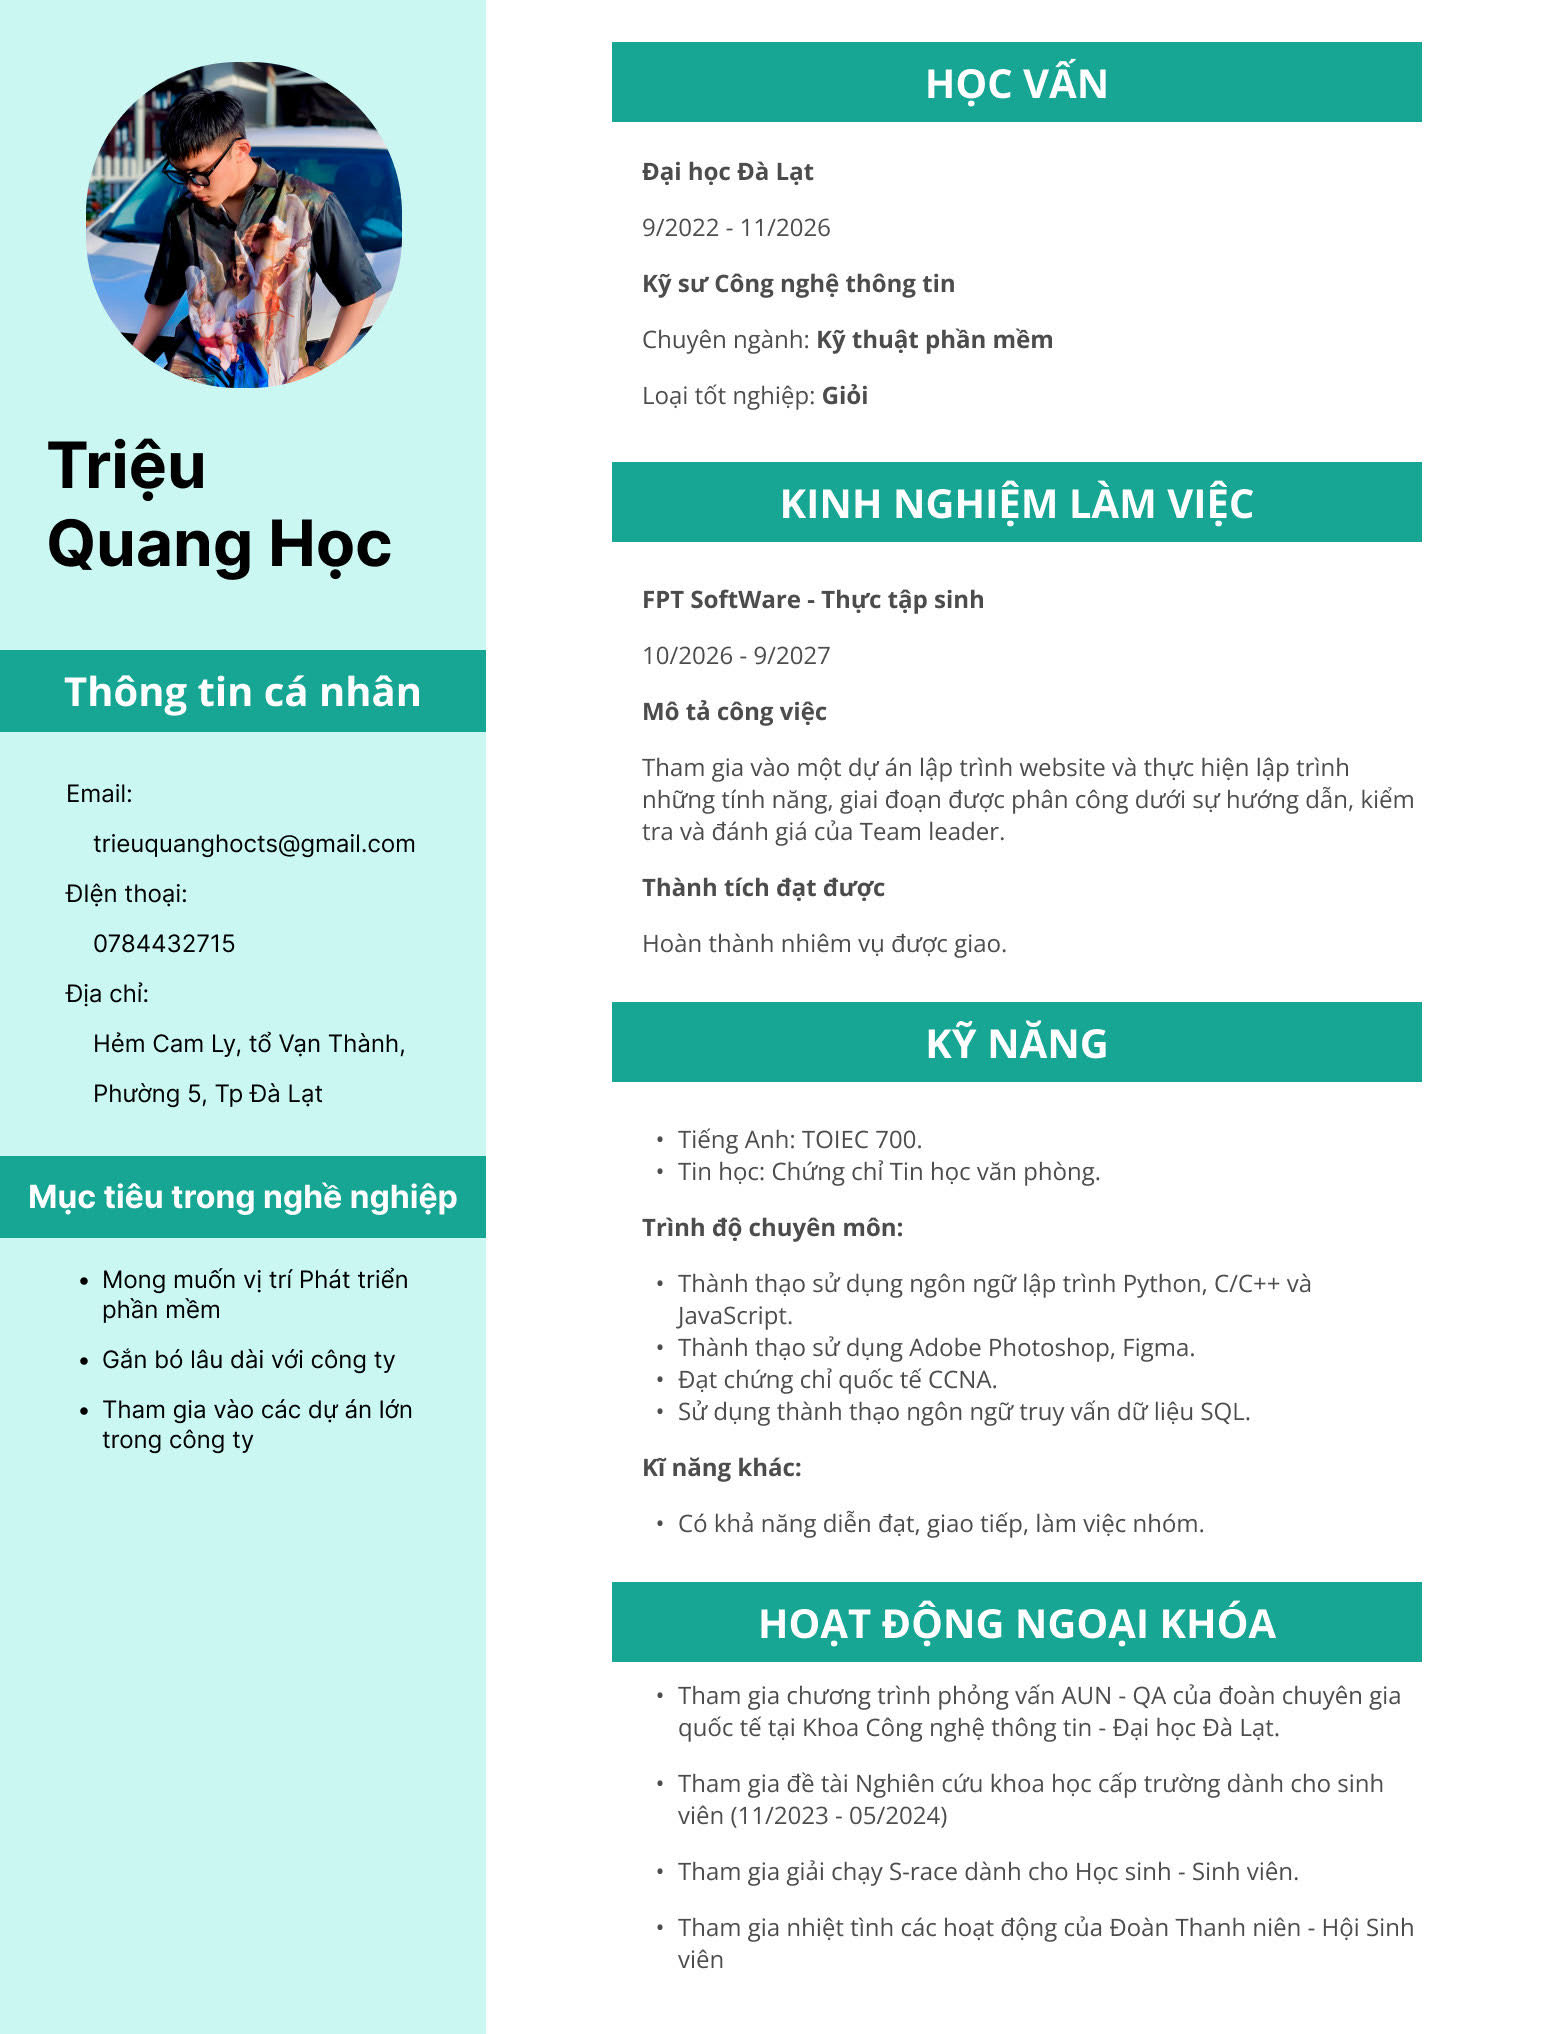 Triệu
Quang Học
Thông tin cá nhân
Email:
trieuquanghocts@gmail.com
ĐIện thoại:
0784432715
Địa chỉ:
Hẻm Cam Ly, tổ Vạn Thành,
Phường 5, Tp Đà Lạt
Mục tiêu trong nghề nghiệp
• Mong muốn vị trí Phát triển
phần mềm
• Gắn bó lâu dài với công ty
• Tham gia vào các dự án lớn
trong công ty
HỌC VẤN
Đại học Đà Lạt
9/2022 - 11/2026
Kỹ sư Công nghệ thông tin
Chuyên ngành: Kỹ thuật phần mềm
Loại tốt nghiệp: Giỏi
KINH NGHIỆM LÀM VIỆC
FPT SoftWare - Thực tập sinh
10/2026 - 9/2027
Mô tả công việc
Tham gia vào một dự án lập trình website và thực hiện lập trình
những tính năng, giai đoạn được phân công dưới sự hướng dẫn, kiểm
tra và đánh giá của Team leader.
Thành tích đạt được
Hoàn thành nhiêm vụ được giao.
KỸ NĂNG
• Tiếng Anh: TOIEC 700.
• Tin học: Chứng chỉ Tin học văn phòng.
Trình độ chuyên môn:
• Thành thạo sử dụng ngôn ngữ lập trình Python, C/C++ và
JavaScript.
• Thành thạo sử dụng Adobe Photoshop, Figma.
• Đạt chứng chỉ quốc tế CCNA.
• Sử dụng thành thạo ngôn ngữ truy vấn dữ liệu SQL.
Kĩ năng khác:
• Có khả năng diễn đạt, giao tiếp, làm việc nhóm.
HOẠT ĐỘNG NGOẠI KHÓA
• Tham gia chương trình phỏng vấn AUN - QA của đoàn chuyên gia
quốc tế tại Khoa Công nghệ thông tin - Đại học Đà Lạt.
• Tham gia đề tài Nghiên cứu khoa học cấp trường dành cho sinh
viên (11/2023 - 05/2024)
• Tham gia giải chạy S-race dành cho Học sinh - Sinh viên.
• Tham gia nhiệt tình các hoạt động của Đoàn Thanh niên - Hội Sinh
viên